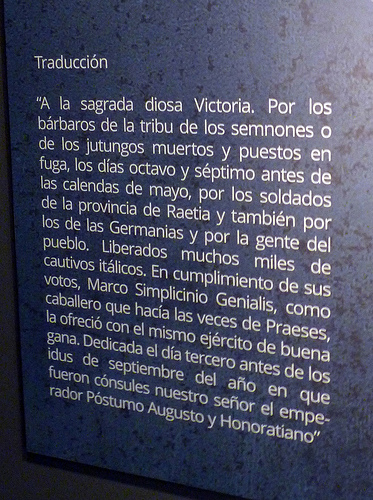 Traducción
“A la sagrada diosa Victoria. Por los
bárbaros de la tribu de los semnones o
de los jutungos muertos y puestos en
fuga, los días octavo y séptimo antes de
las calendas de mayo, por los soldados
de la provincia de Raetia y también por
los de las Germanias y por la gente del
pueblo. Liberados muchos miles de
cautivos itálicos. En cumplimiento de sus
votos, Marco Simplicinio Genialis, como
caballero que hacía las veces de Praeses,
la ofreció con el mismo ejército de buena
gana. Dedicada el día tercero antes de los
idus de septiembre del año en que
fueron cónsules nuestro señor el empe-
rador Póstumo Augusto y Honoratiano”